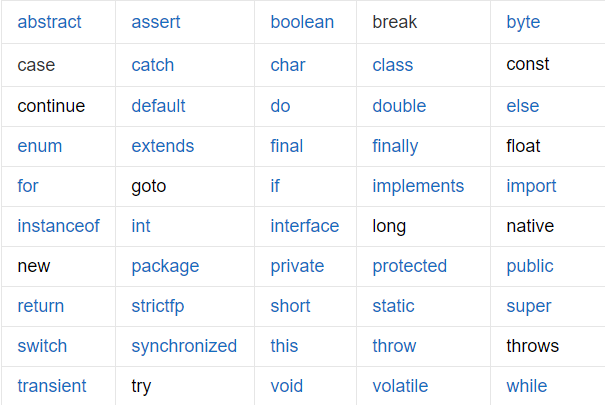 abstract assert boolean break byte
case catch char class const
continue default do double else
enum extends final finally float
for goto if implements import
instanceof int interface long native
new package private protected public
return strictfp short static super
switch synchronized this throw throws
transient try void volatile while